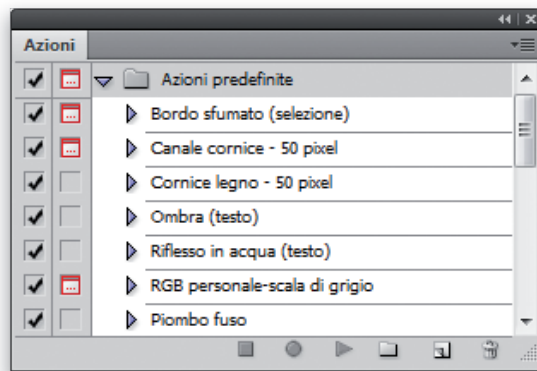 Azioni
Azioni predefinite
Bordo sfumato (selezione)
Canale cornice - 50 pixel
Cornice legno - 50 pixel
Ombra (testo)
Riflesso in acqua (testo)
RGB personale-scala di grigio
Piombo fuso